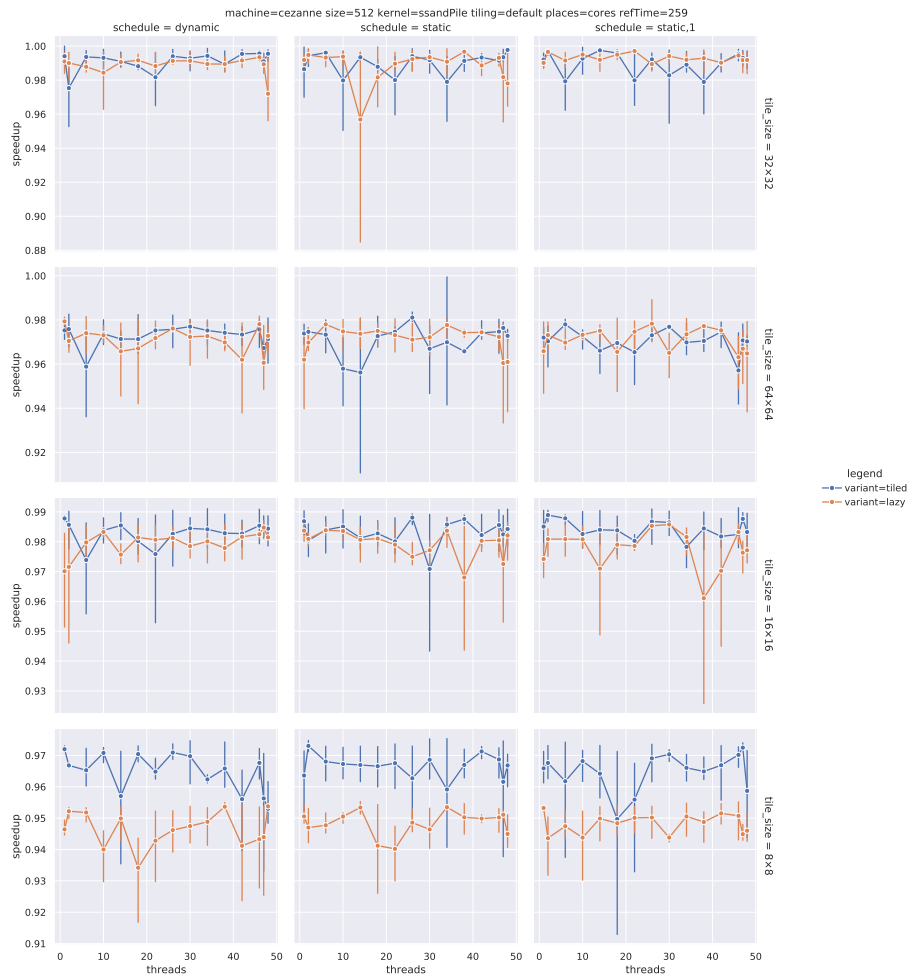 machine=cezanne size=512 kernel=ssandPile tiling=default places=cores refTime=259
schedule = dynamic
schedule = static
schedule = static,1
1.00
0.98
0.96
0.94
0.92
0.90
0.88
speedup
tile_size = 32×32
1.00
0.98
0.96
0.94
0.92
speedup
tile_size = 64×64
legend
variant=tiled
variant=lazy
0.99
0.98
0.97
0.96
0.95
0.94
0.93
speedup
tile_size = 16×16
0.97
0.96
0.95
0.94
0.93
0.92
0.91
speedup
tile_size = 8×8
0 10 20 30 40 50
0 10 20 30 40 50
0 10 20 30 40 50
threads
threads
threads